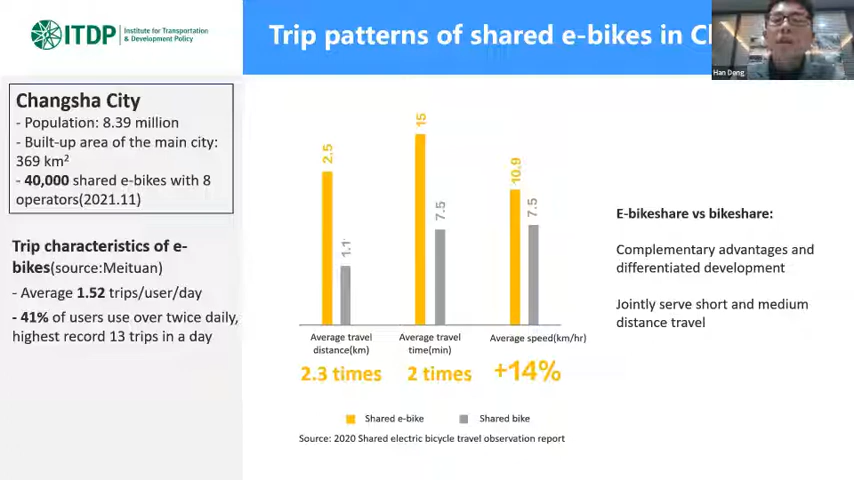 ITDP
Institute for Transportation
& Development Policy
Trip patterns of shared e-bikes in
Han Dong
Changsha City
- Population: 8.39 million
- Built-up area of the main city:
369 km²
- 40,000 shared e-bikes with 8
operators(2021.11)
Trip characteristics of e-
bikes(source:Meituan)
- Average 1.52 trips/user/day
- 41% of users use over twice daily,
highest record 13 trips in a day
2.5
1.1
15
7.5
10.9
7.5
Average travel
distance(km)
Average travel
time(min)
Average speed(km/hr)
2.3 times
2 times
+14%
Shared e-bike
Shared bike
Source: 2020 Shared electric bicycle travel observation report
E-bikeshare vs bikeshare:
Complementary advantages and
differentiated development
Jointly serve short and medium
distance travel